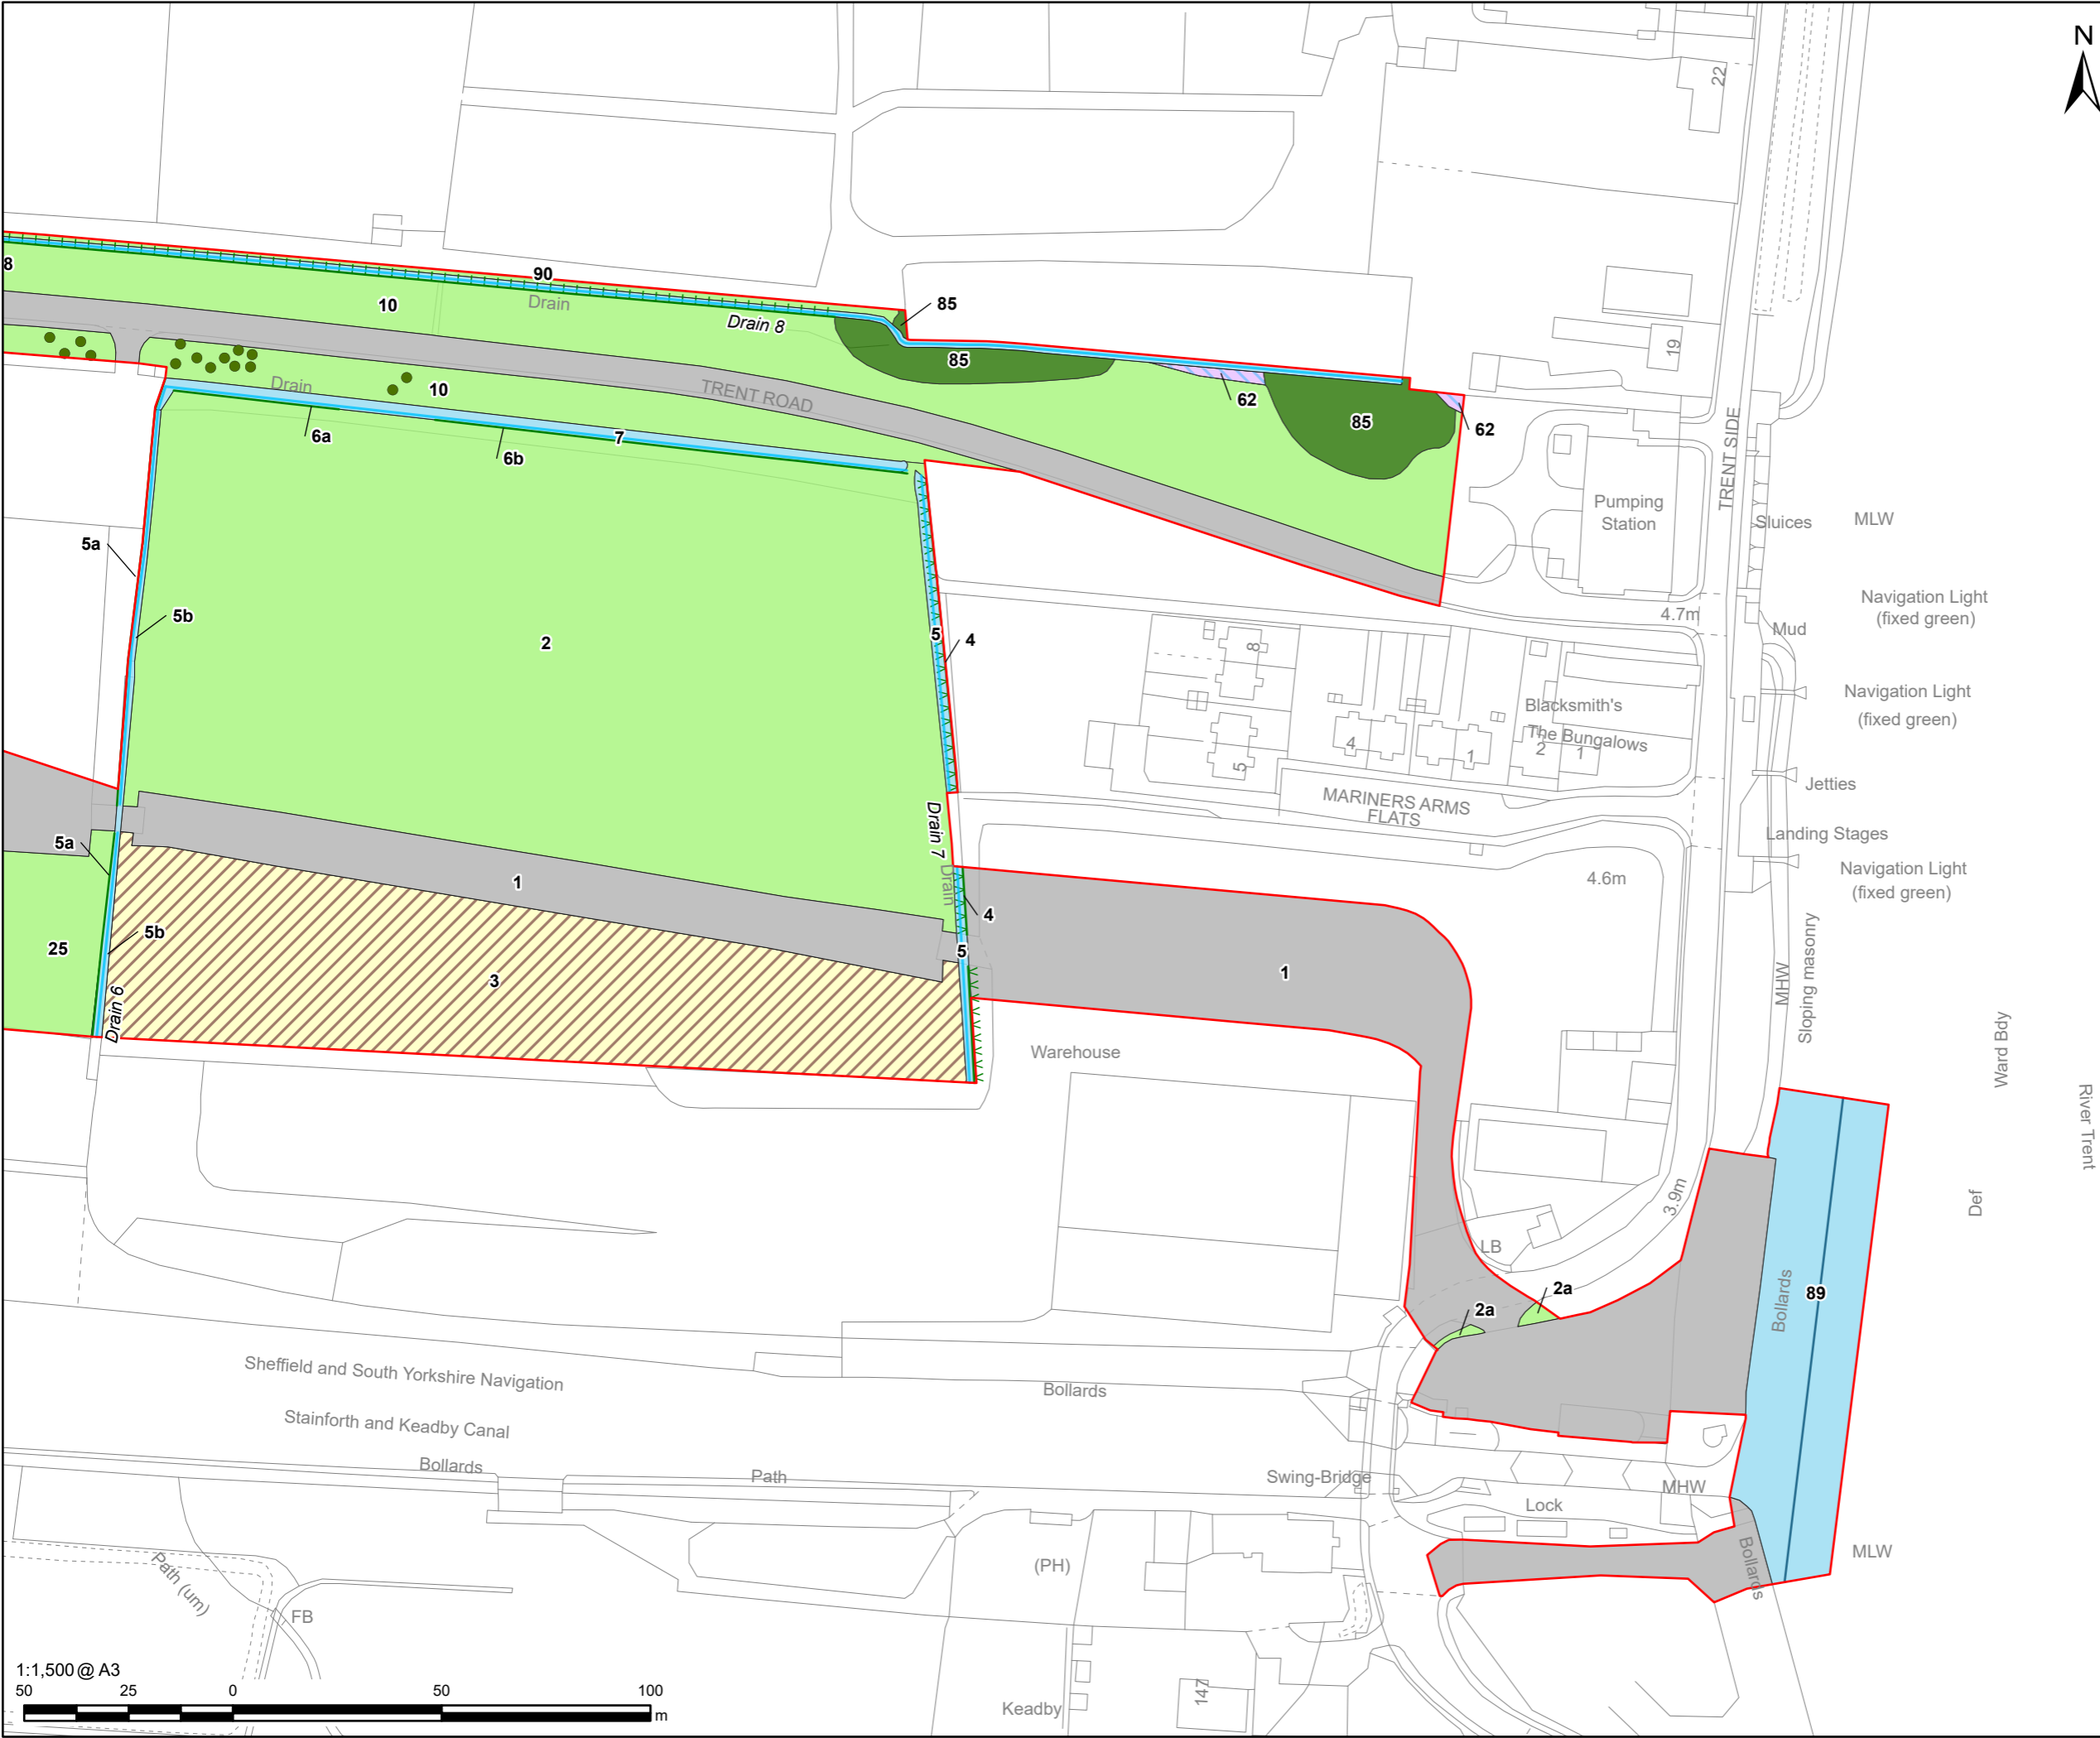 N
22
8
90
10
Drain
85
Drain 8
85
19
Drain
10
TRENT ROAD
62
85
62
6a
6b
7
TRENT SIDE
Pumping
Station
Sluices
MLW
5a
5b
2
5
4
4.7m
Mud
Navigation Light
(fixed green)
8
Blacksmith's
The Bungalows
Navigation Light
(fixed green)
4
1
2
1
5
Jetties
MARINERS ARMS
FLATS
Landing Stages
Drain 7
Drain
5a
4.6m
Navigation Light
(fixed green)
1
4
5b
25
5
1
3
MHW
Sloping masonry
Drain 6
Warehouse
Ward Bdy
River Trent
3.9m
Def
LB
2a
2a
Bollards
89
Sheffield and South Yorkshire Navigation
Bollards
Stainforth and Keadby Canal
Bollards
Path
Swing-Bridge
MHW
Lock
Path (um)
(PH)
Bollards
MLW
FB
1:1,500 @ A3
50 25 0 50 100
m
Keadby
147